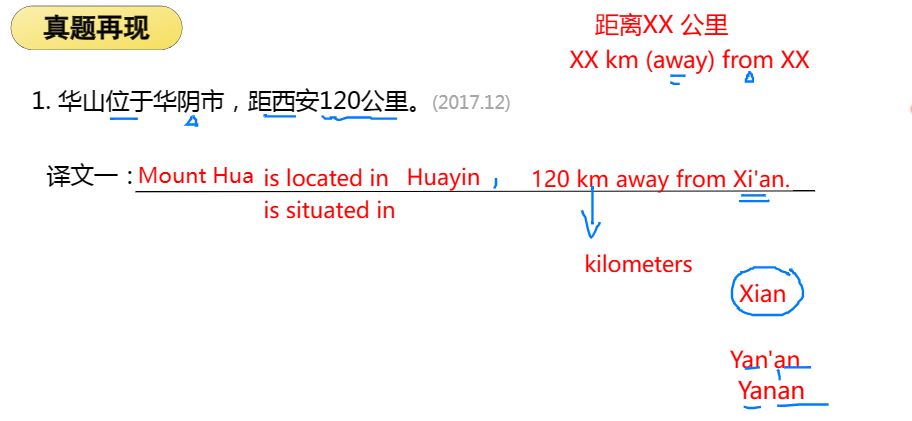 真题再现
距离XX 公里
XX km (away) from XX
1. 华山位于华阴市，距西安120公里。(2017.12)
译文一：Mount Hua is located in Huayin， 120 km away from Xi'an.
is situated in
kilometers
Xian
Yan'an
Yanan